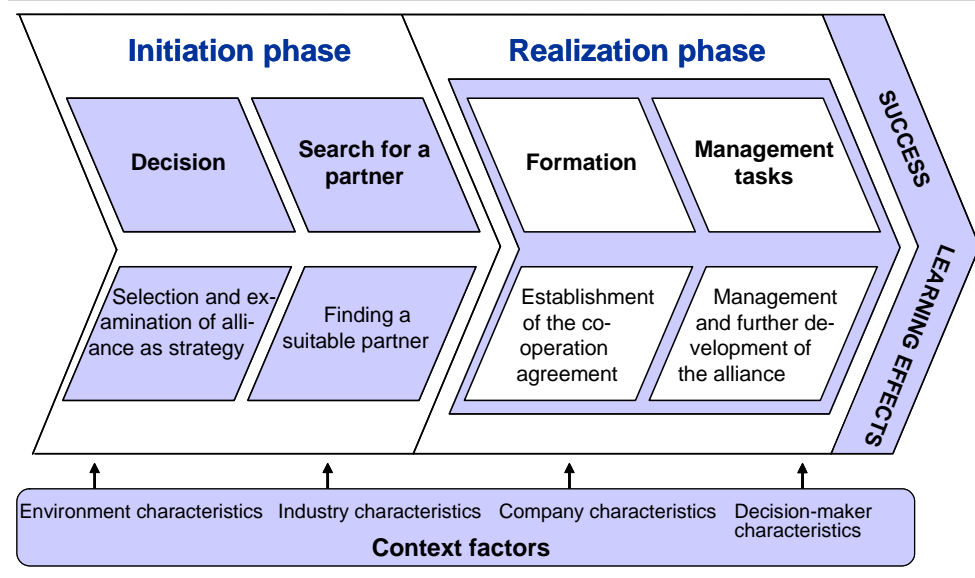 Initiation phase
Realization phase
Decision
Search for a
partner
Formation
Management
tasks
SUCCESS
Selection and ex-
amination of alli-
ance as strategy
Finding a
suitable partner
Establishment
of the co-
operation
agreement
Management
and further de-
velopment of
the alliance
LEARNING EFFECTS
Environment characteristics
Industry characteristics
Company characteristics
Decision-maker
characteristics
Context factors